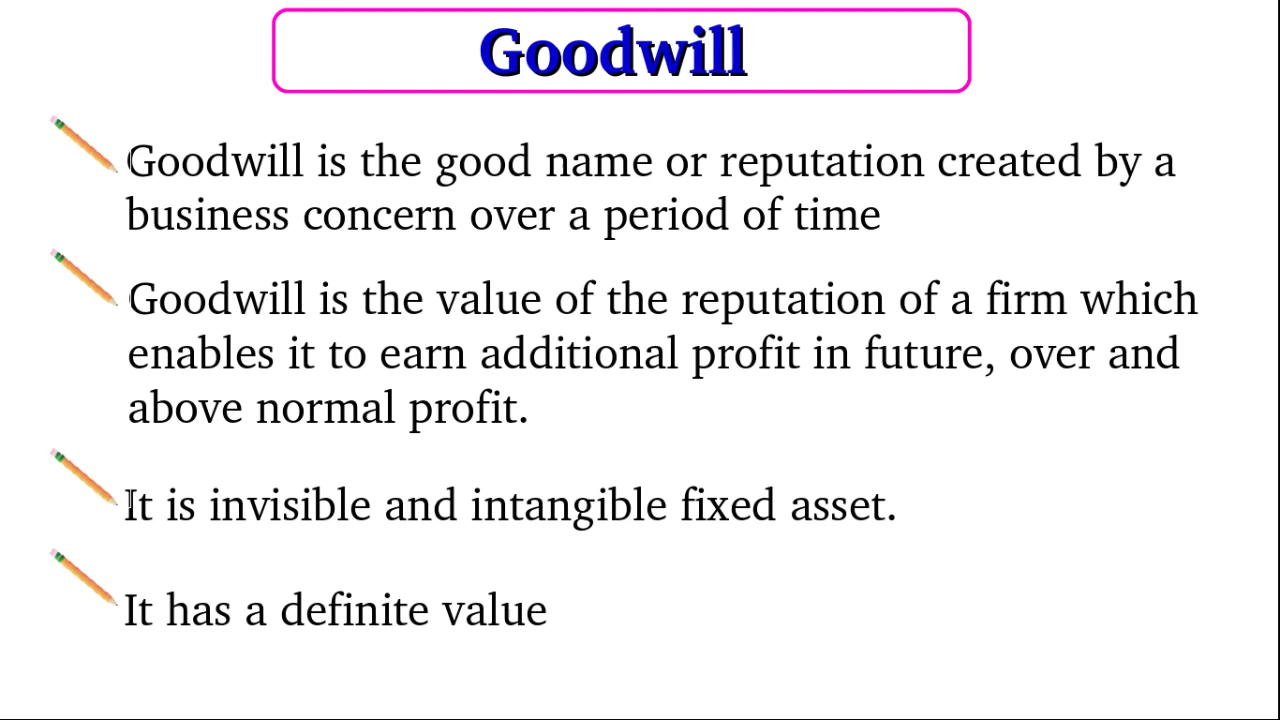 Goodwill
Goodwill is the good name or reputation created by a
business concern over a period of time
Goodwill is the value of the reputation of a firm which
enables it to earn additional profit in future, over and
above normal profit.
It is invisible and intangible fixed asset.
It has a definite value